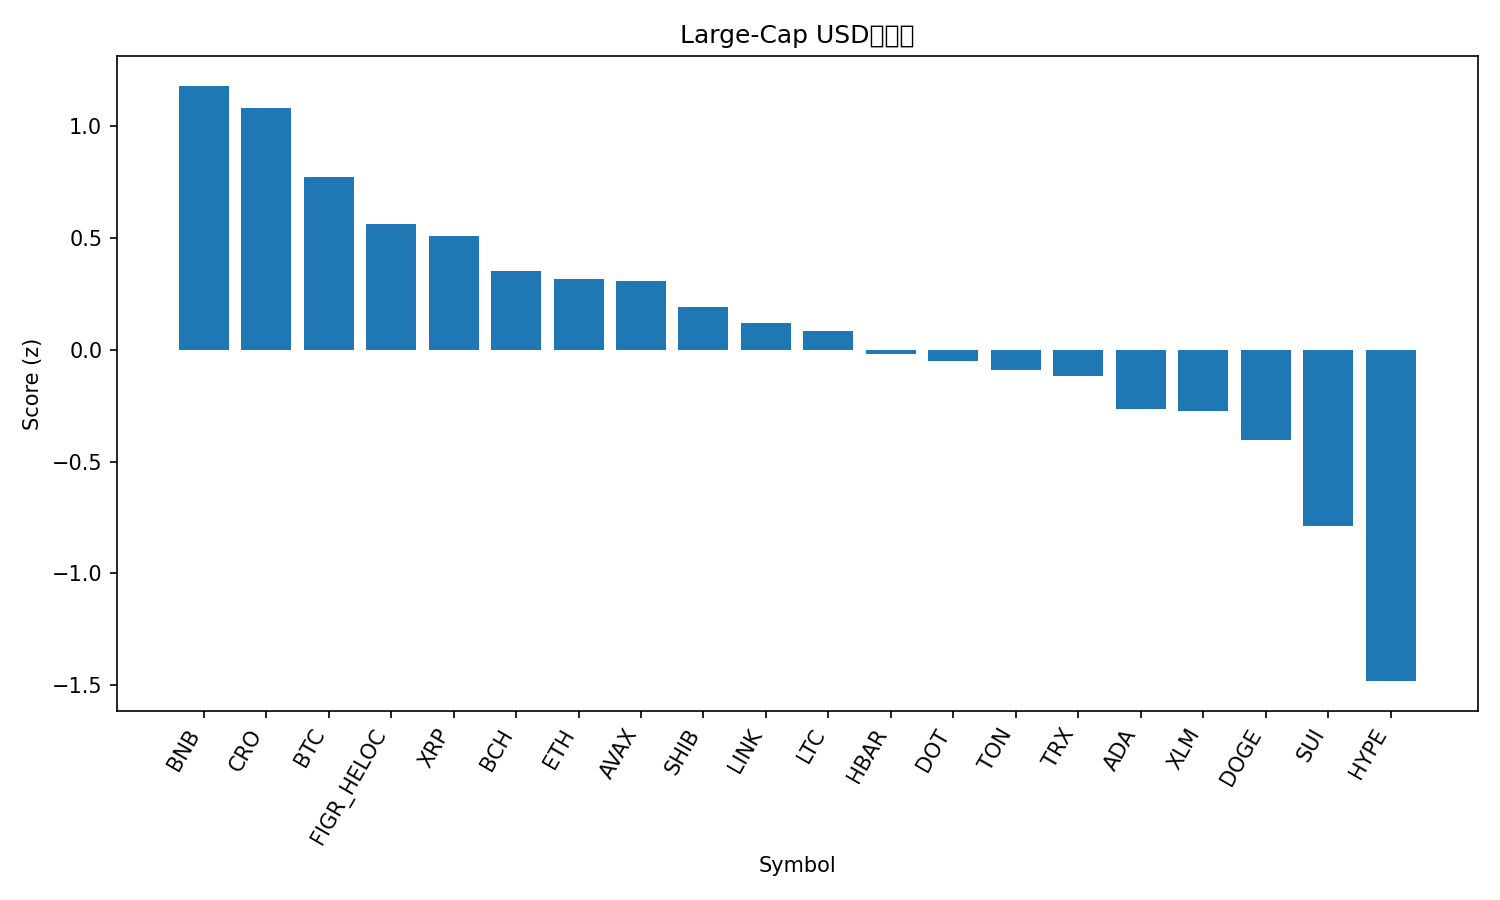 Large-Cap USD
Score (z)
1.0
0.5
0.0
−0.5
−1.0
−1.5
BNB
CRO
BTC
FIGR_HELOC
XRP
BCH
ETH
AVAX
SHIB
LINK
LTC
HBAR
DOT
TON
TRX
ADA
XLM
DOGE
SUI
HYPE
Symbol